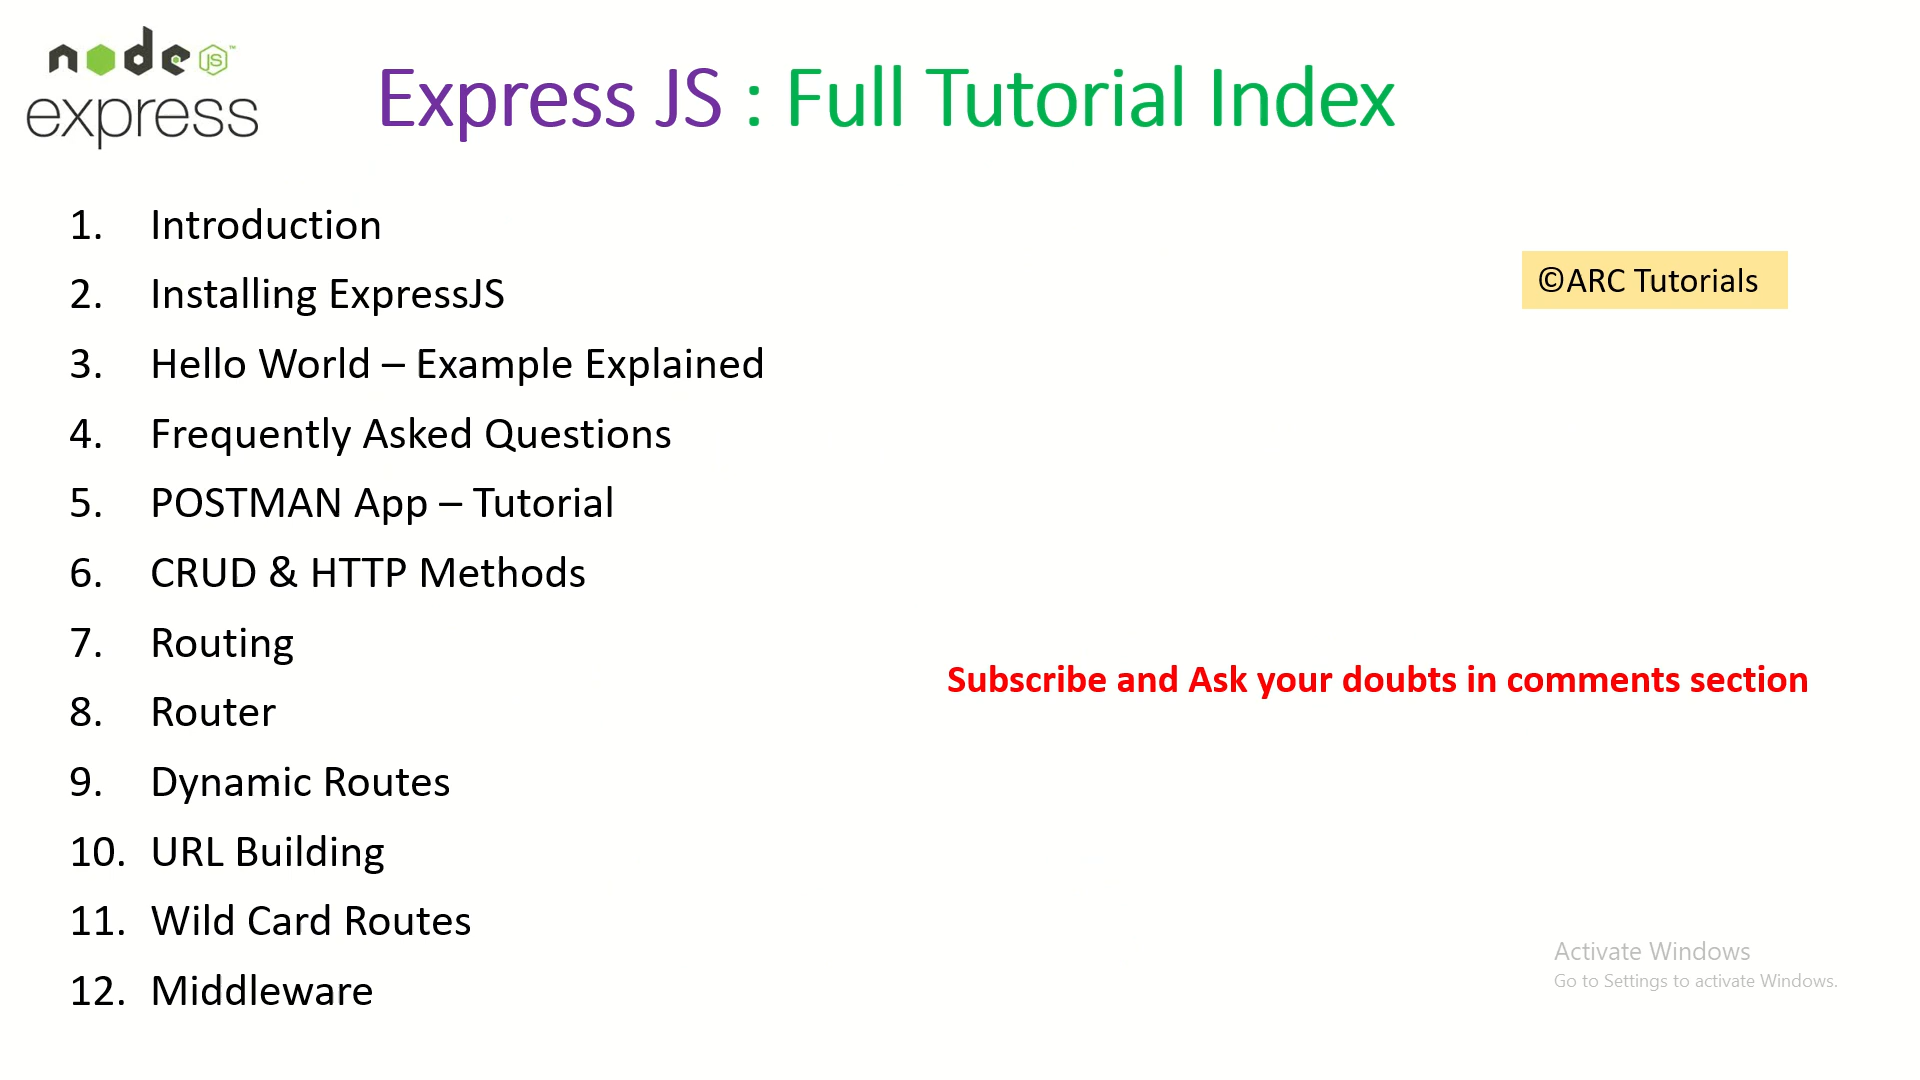 node JS ™
express
Express JS : Full Tutorial Index
1. Introduction
2. Installing ExpressJS
3. Hello World – Example Explained
4. Frequently Asked Questions
5. POSTMAN App – Tutorial
6. CRUD & HTTP Methods
7. Routing
8. Router
9. Dynamic Routes
10. URL Building
11. Wild Card Routes
12. Middleware
©ARC Tutorials
Subscribe and Ask your doubts in comments section
Activate Windows
Go to Settings to activate Windows.